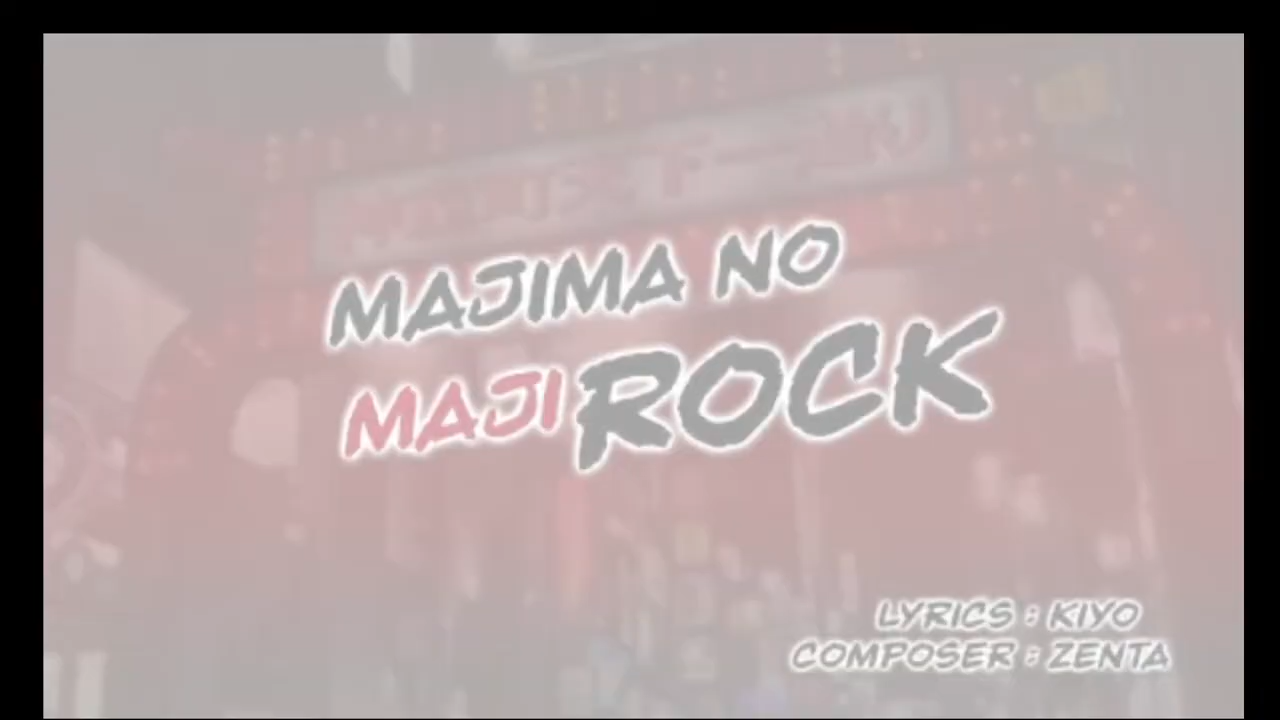 MAJIMA NO
MAJI ROCK
LYRICS : KIYO
COMPOSER : ZENTA